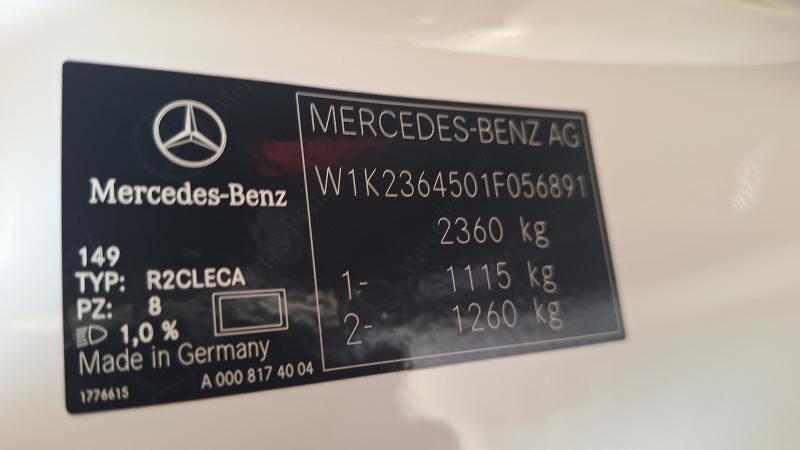 Mercedes-Benz
149
TYP: R2CLECA
PZ: 8
1,0 %
Made in Germany
1776615
A 000 817 40 04
MERCEDES-BENZ AG
W1K2364501F056891
2360 kg
1- 1115 kg
2- 1260 kg